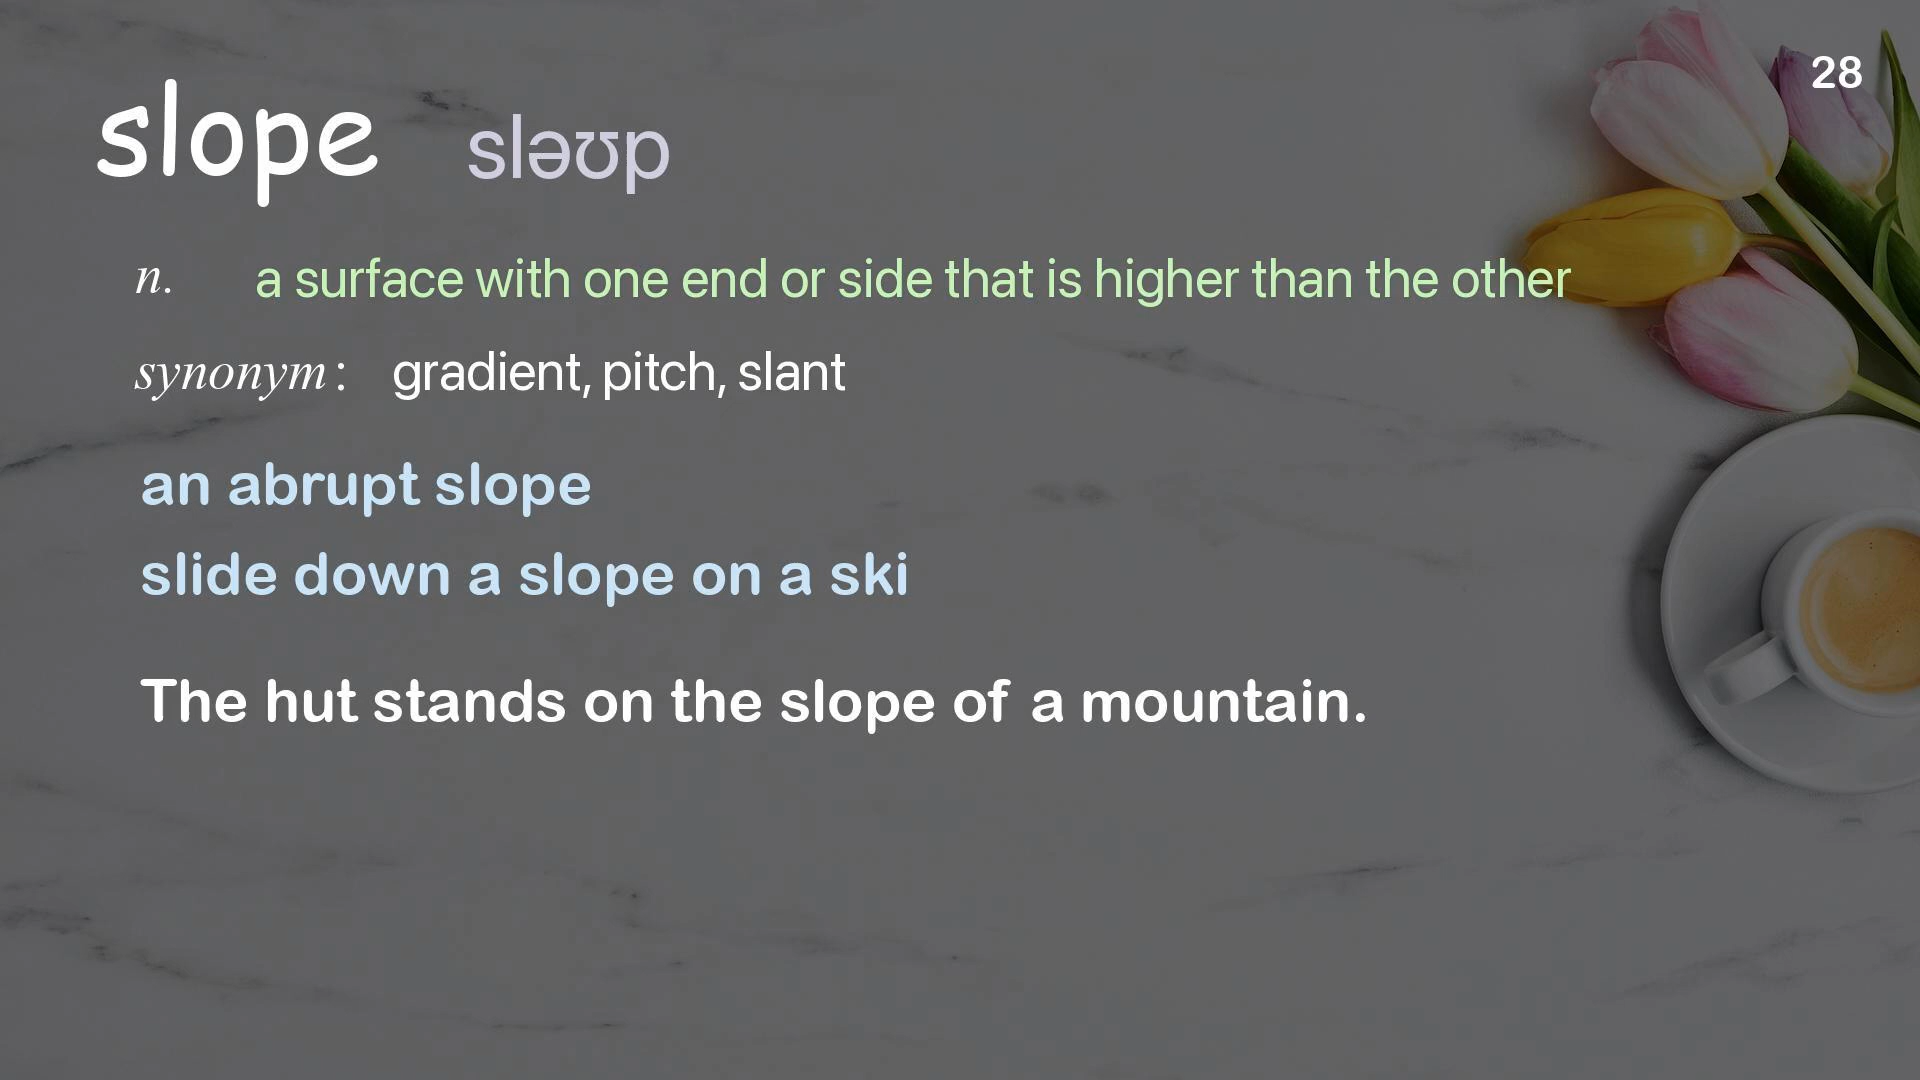 28
slope sləʊp
n. a surface with one end or side that is higher than the other
synonym: gradient, pitch, slant
an abrupt slope
slide down a slope on a ski
The hut stands on the slope of a mountain.